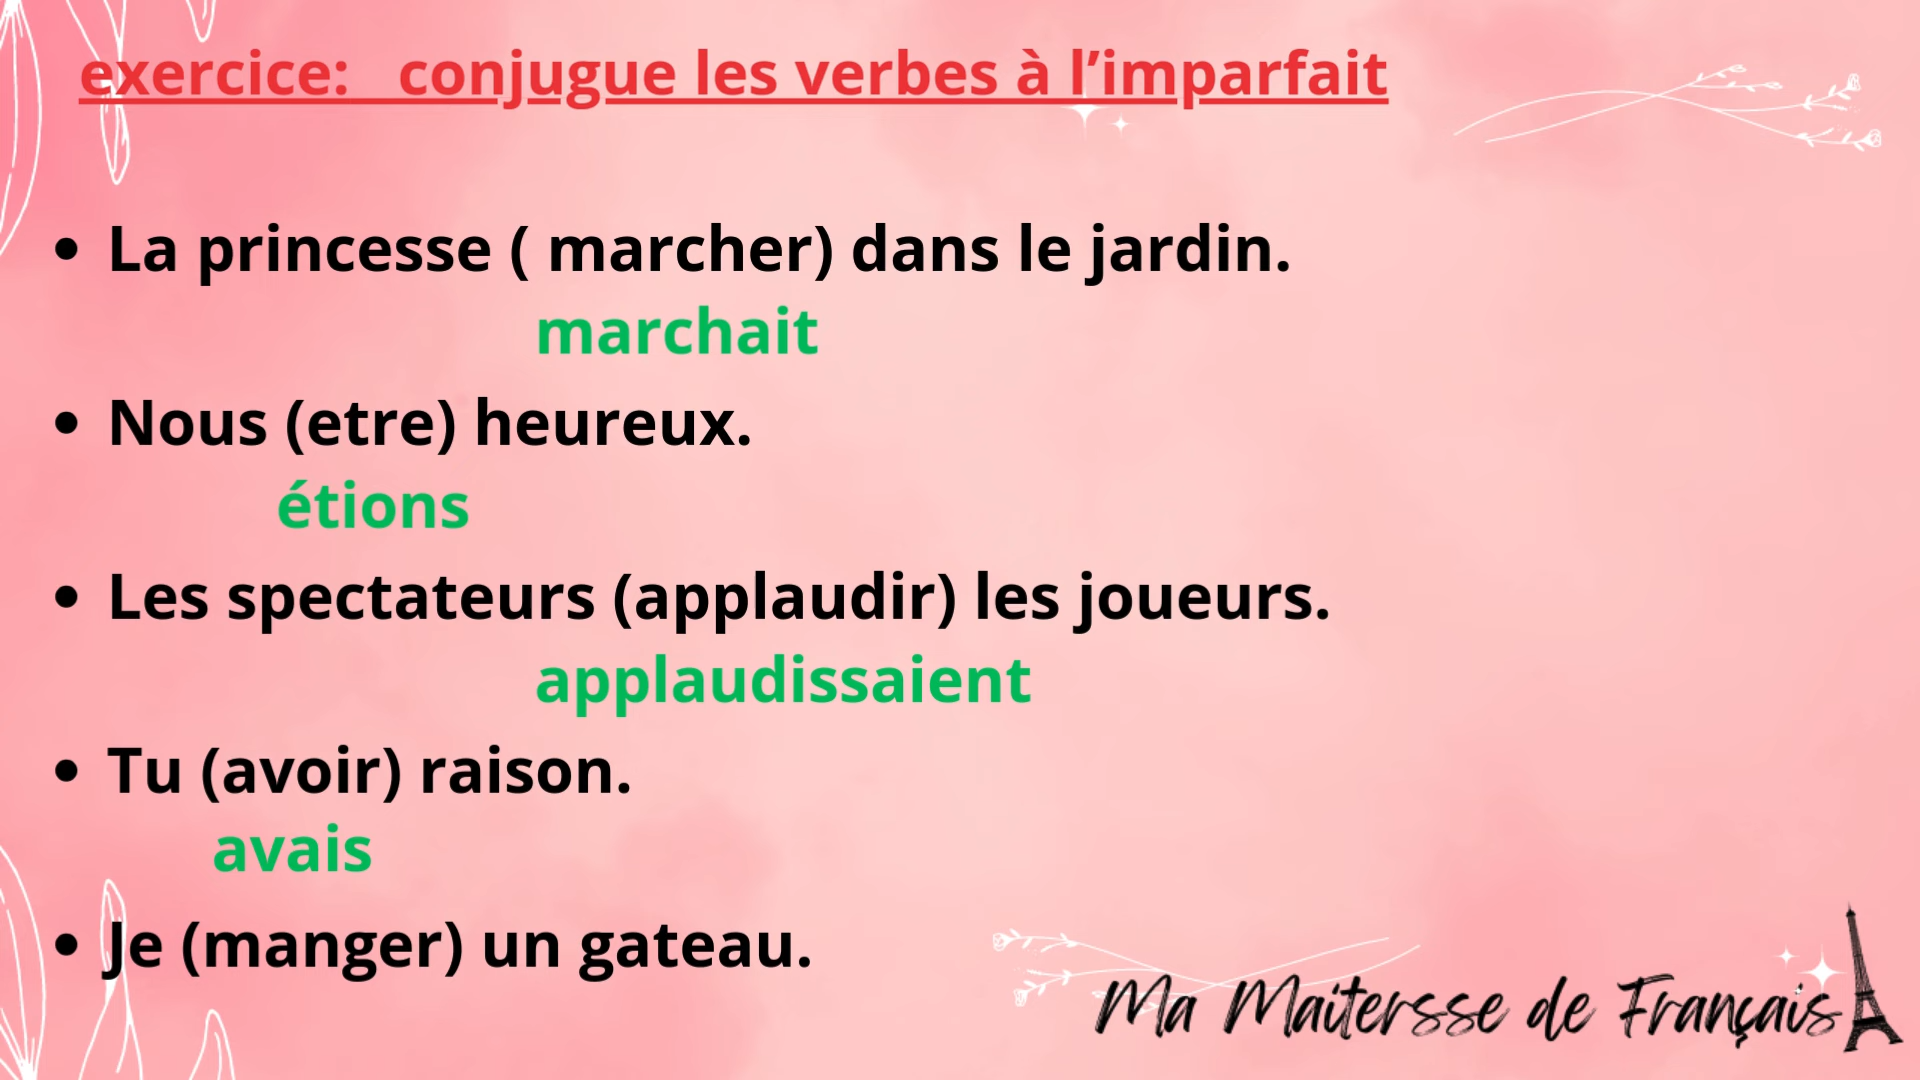 exercice: conjugue les verbes à l’imparfait
• La princesse ( marcher) dans le jardin.
marchait
• Nous (etre) heureux.
étions
• Les spectateurs (applaudir) les joueurs.
applaudissaient
• Tu (avoir) raison.
avais
• Je (manger) un gateau.
Ma Maitersse de Français